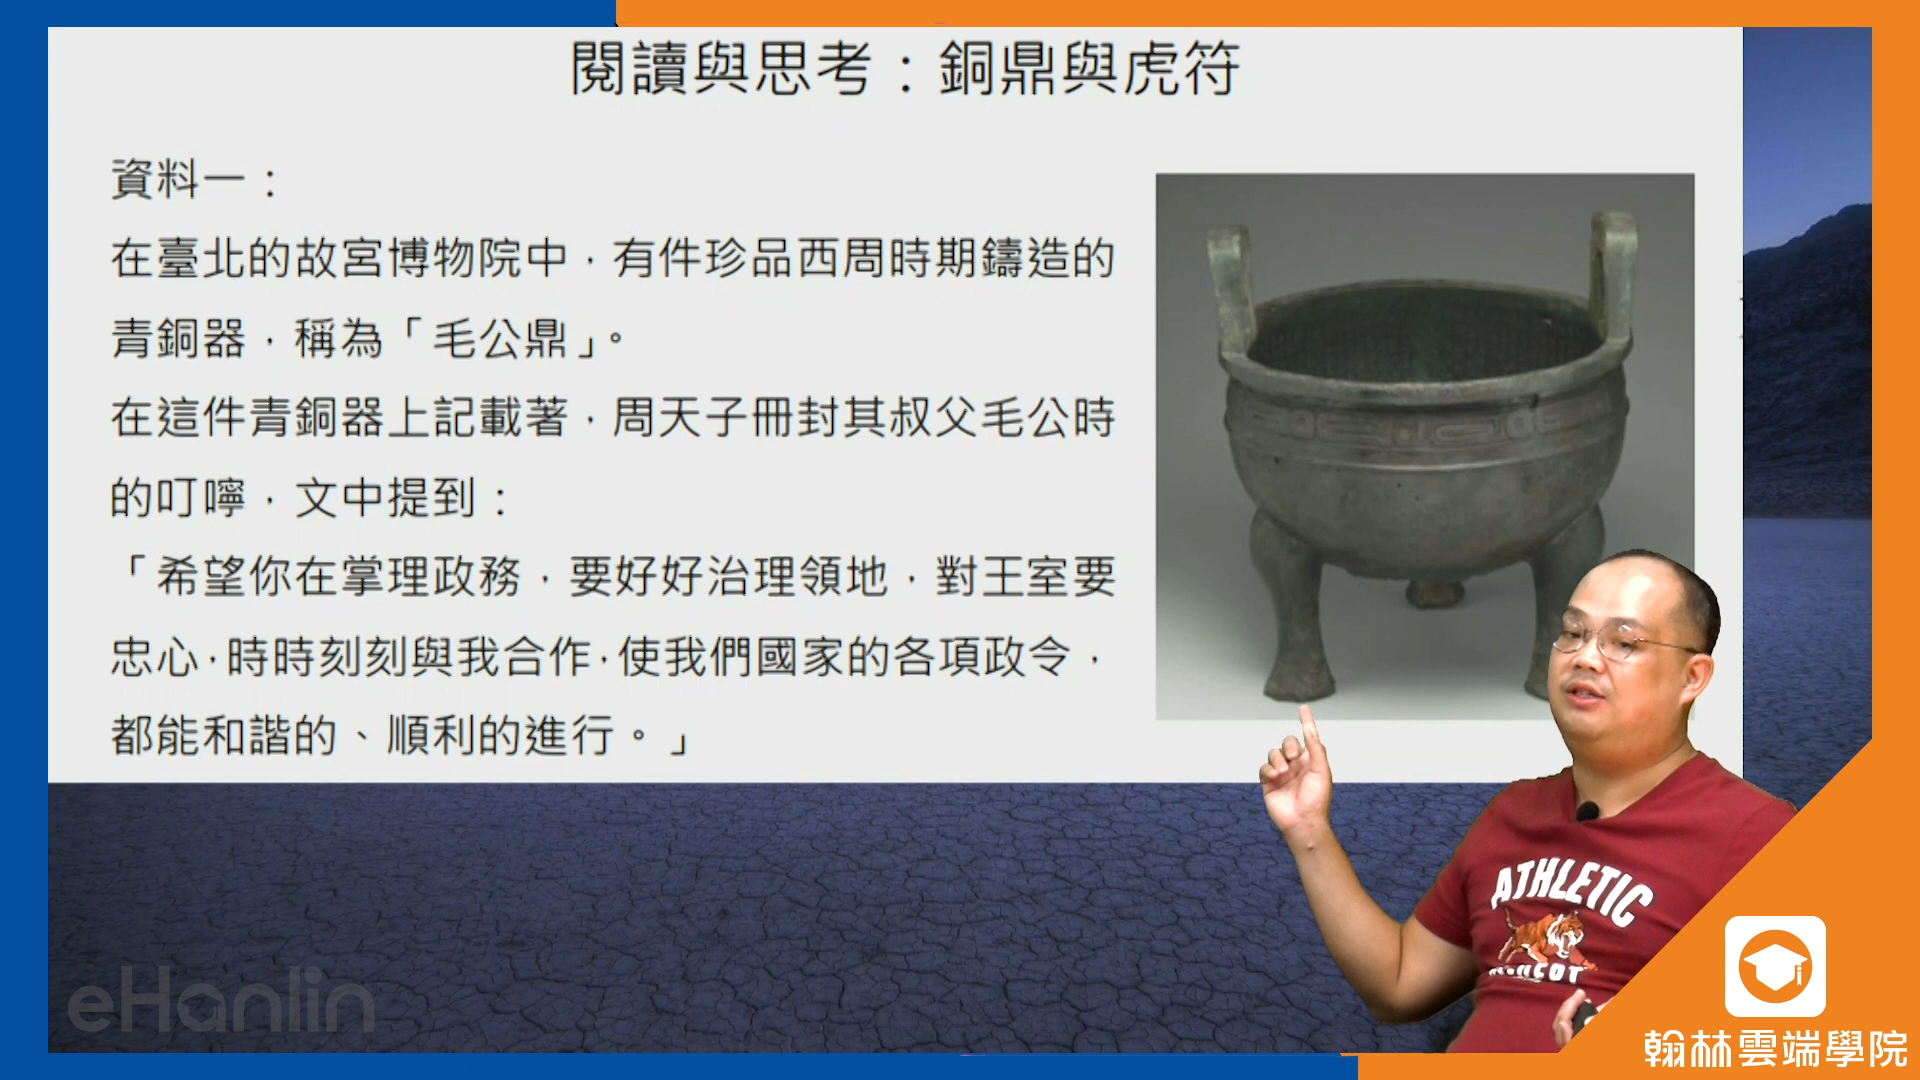 閱讀與思考：銅鼎與虎符
資料一：
在臺北的故宮博物院中，有件珍品西周時期鑄造的
青銅器，稱為「毛公鼎」。
在這件青銅器上記載著，周天子冊封其叔父毛公時
的叮嚀，文中提到：
「希望你在掌理政務，要好好治理領地，對王室要
忠心，時時刻刻與我合作，使我們國家的各項政令，
都能和諧的、順利的進行。」
ATHLETIC
eHanlin
翰林雲端學院